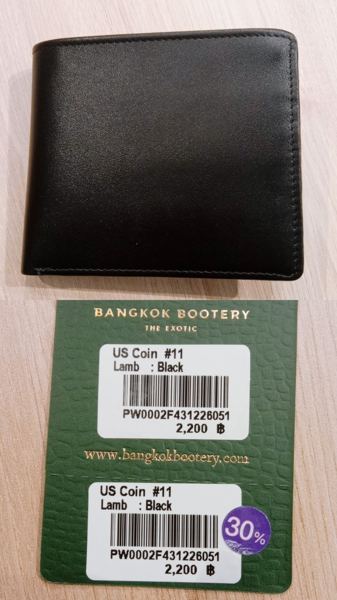 BANGKOK BOOTERY
THE EXOTIC
US Coin #11
Lamb : Black
PW0002F431226051
2,200 ฿
www.bangkokbootery.com
US Coin #11
Lamb : Black
30%
PW0002F431226051
2,200 ฿